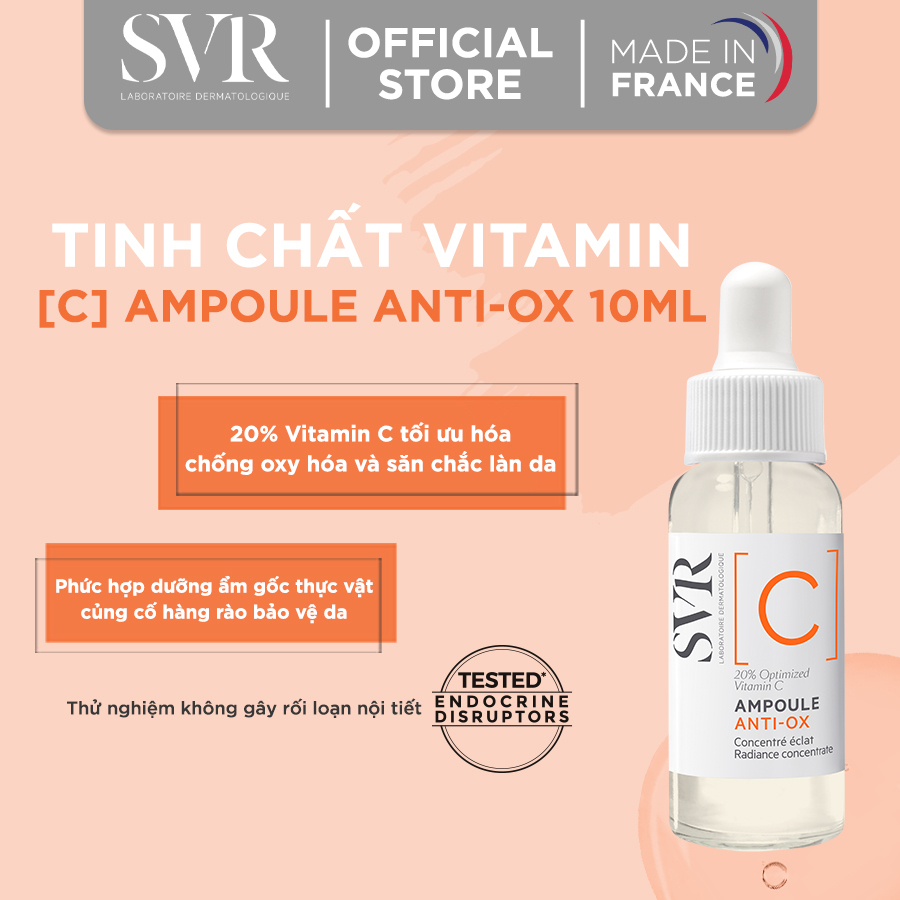 SVR
LABORATOIRE DERMATOLOGIQUE
OFFICIAL
STORE
MADE IN
FRANCE
TINH CHẤT VITAMIN
[C] AMPOULE ANTI-OX 10ML
20% Vitamin C tối ưu hóa
chống oxy hóa và săn chắc làn da
Phức hợp dưỡng ẩm gốc thực vật
củng cố hàng rào bảo vệ da
Thử nghiệm không gây rối loạn nội tiết
TESTED*
ENDOCRINE
DISRUPTORS
SVR
LABORATOIRE DERMATOLOGIQUE
[C]
20% Optimized
Vitamin C
AMPOULE
ANTI-OX
Concentré éclat
Radiance concentrate